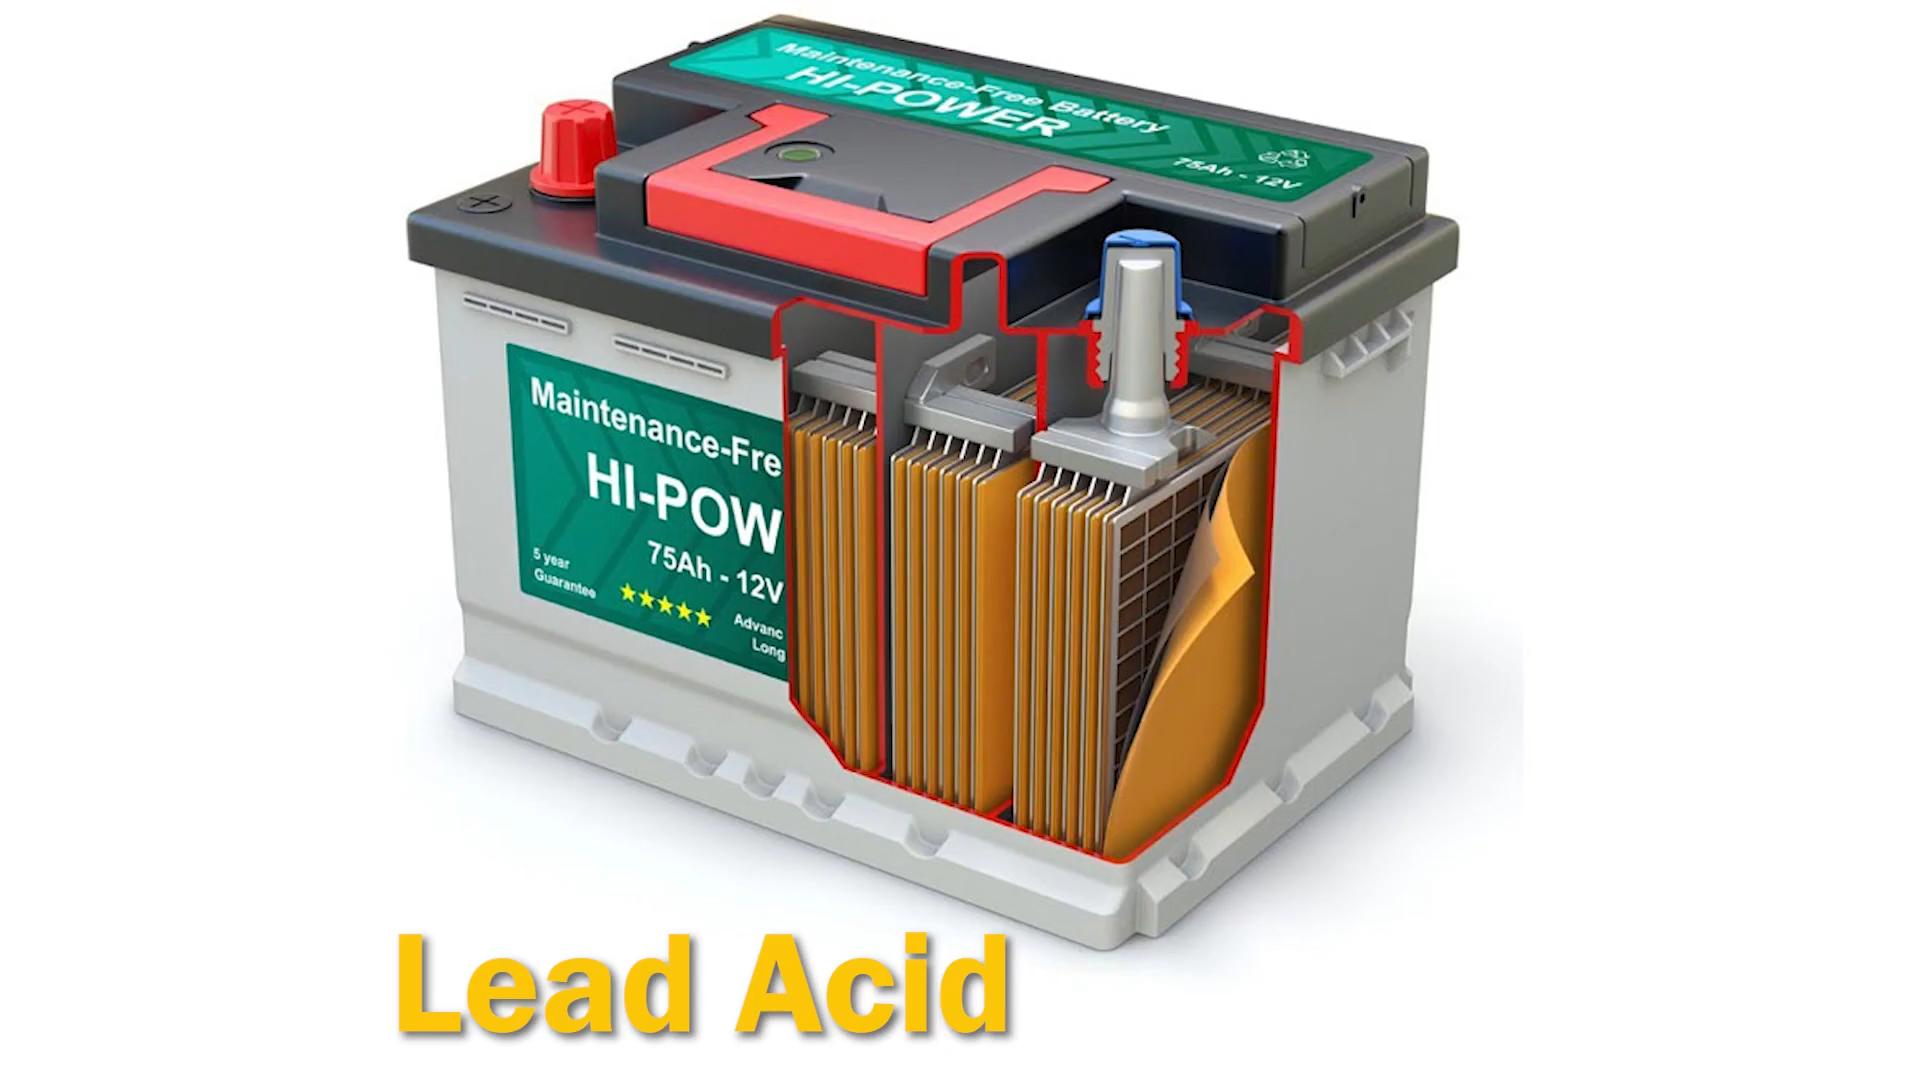 Maintenance-Free Battery
HI-POWER
75Ah - 12V
Maintenance-Fre
HI-POW
75Ah - 12V
5 year
Guarantee
Advanc
Long
Lead Acid